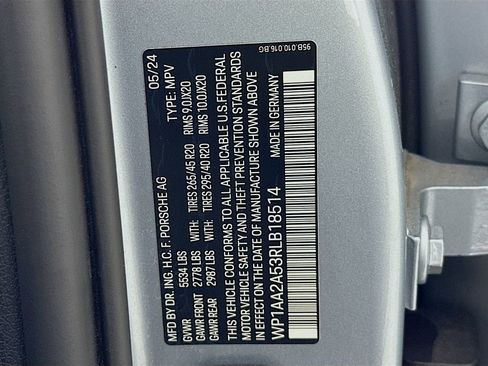 95B.010.016.BG
MFD BY DR. ING. H.C. F. PORSCHE AG 05/24
GVWR 5534 LBS TYPE: MPV
GAWR FRONT 2778 LBS WITH: TIRES 265/45 R20 RIMS 9.0JX20
GAWR REAR 2987 LBS WITH: TIRES 295/40 R20 RIMS 10.0JX20
THIS VEHICLE CONFORMS TO ALL APPLICABLE U.S. FEDERAL
MOTOR VEHICLE SAFETY AND THEFT PREVENTION STANDARDS
IN EFFECT ON THE DATE OF MANUFACTURE SHOWN ABOVE
WP1AA2A53RLB18514 MADE IN GERMANY